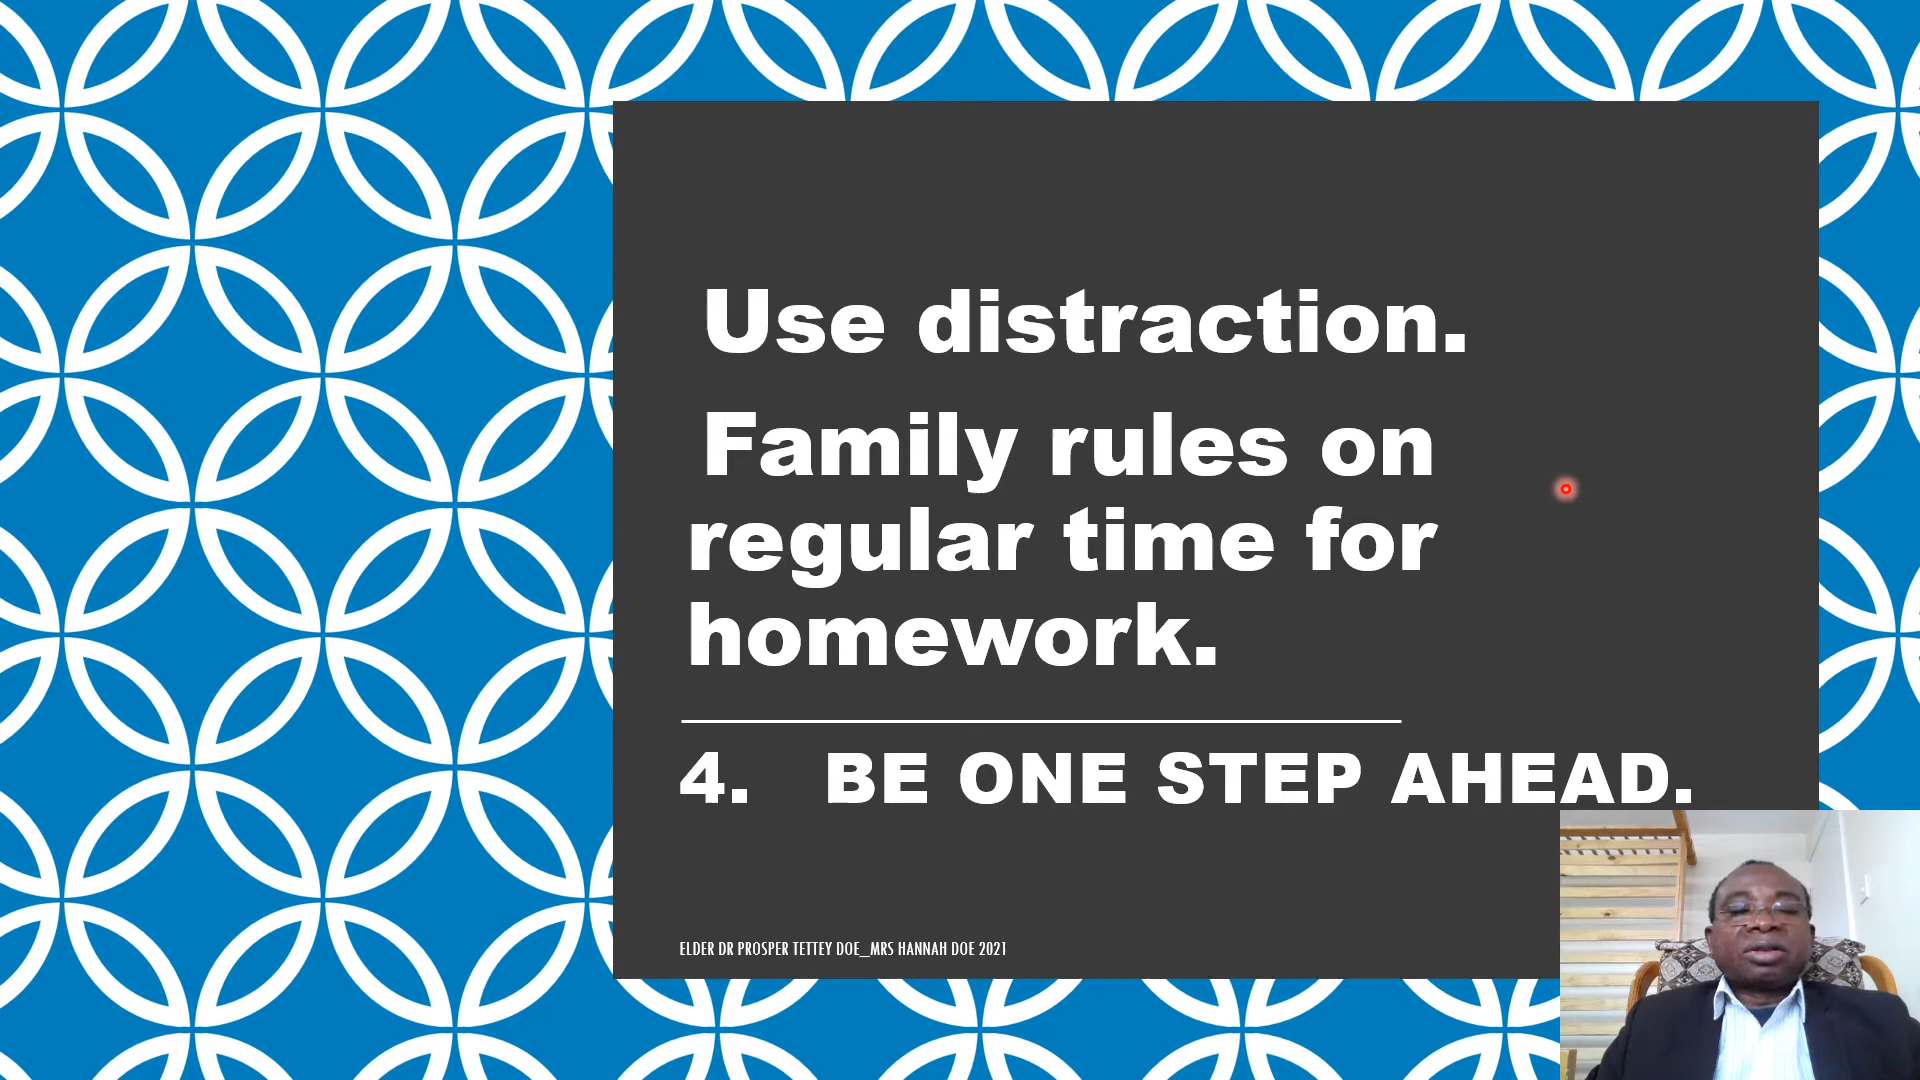 Use distraction.
Family rules on
regular time for
homework.
4. BE ONE STEP AHEAD.
ELDER DR PROSPER TETTEY DOE_MRS HANNAH DOE 2021